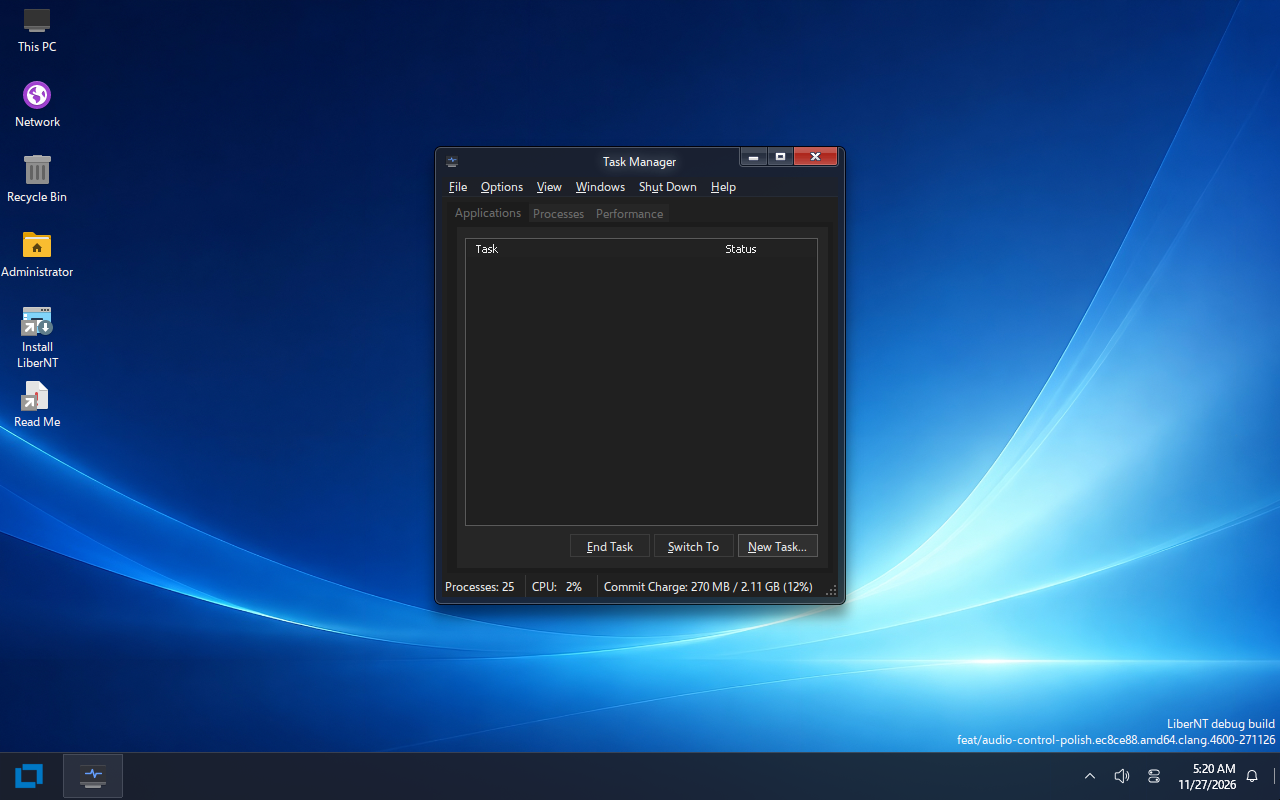 This PC
Network
Recycle Bin
Administrator
Install
LiberNT
Read Me
Task Manager
File Options View Windows Shut Down Help
Applications Processes Performance
Task Status
End Task Switch To New Task...
Processes: 25 CPU: 2% Commit Charge: 270 MB / 2.11 GB (12%)
LiberNT debug build
feat/audio-control-polish.ec8ce88.amd64.clang.4600-271126
5:20 AM
11/27/2026